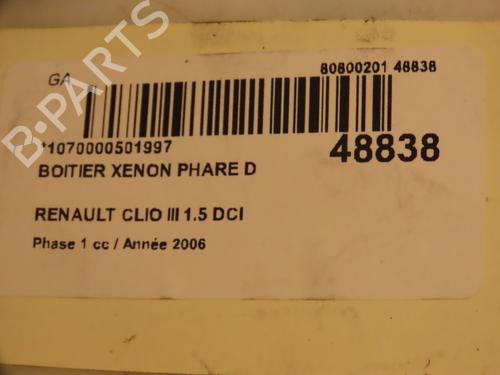 GA
80800201 48838
*1070000501997
48838
BOITIER XENON PHARE D
RENAULT CLIO III 1.5 DCI
Phase 1 cc / Année 2006
B-PARTS